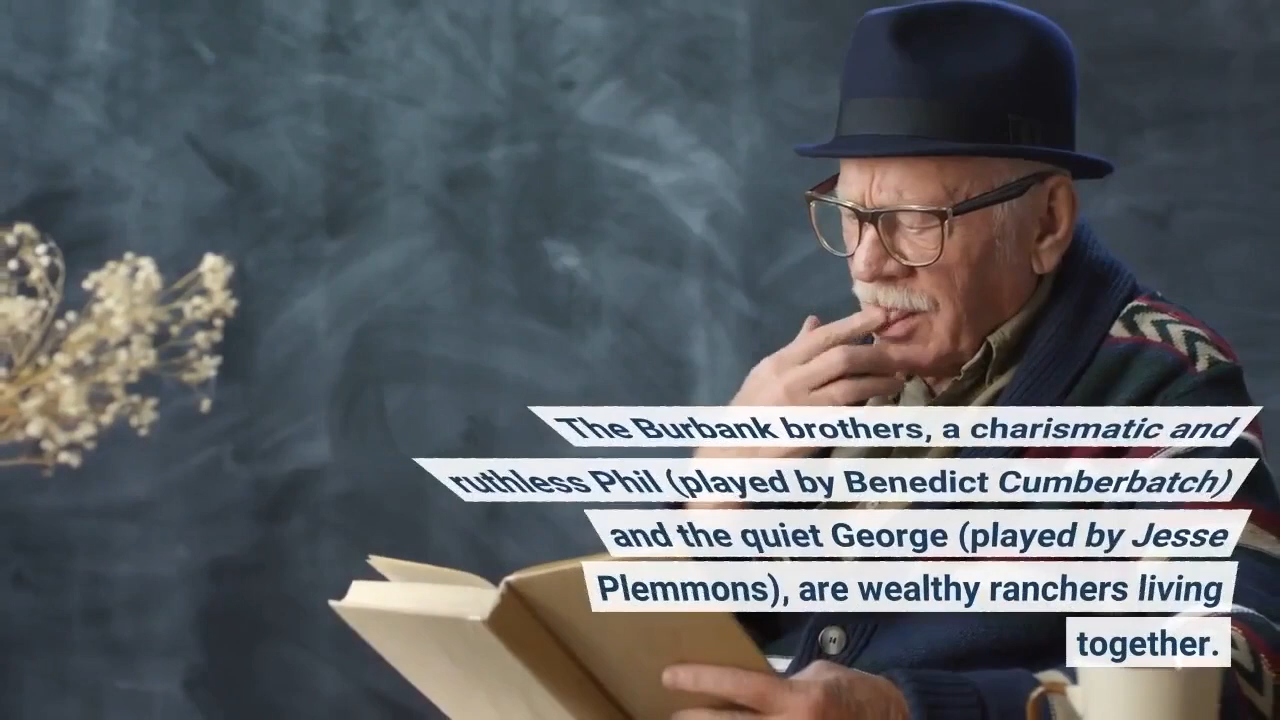 The Burbank brothers, a charismatic and
ruthless Phil (played by Benedict Cumberbatch)
and the quiet George (played by Jesse
Plemmons), are wealthy ranchers living
together.